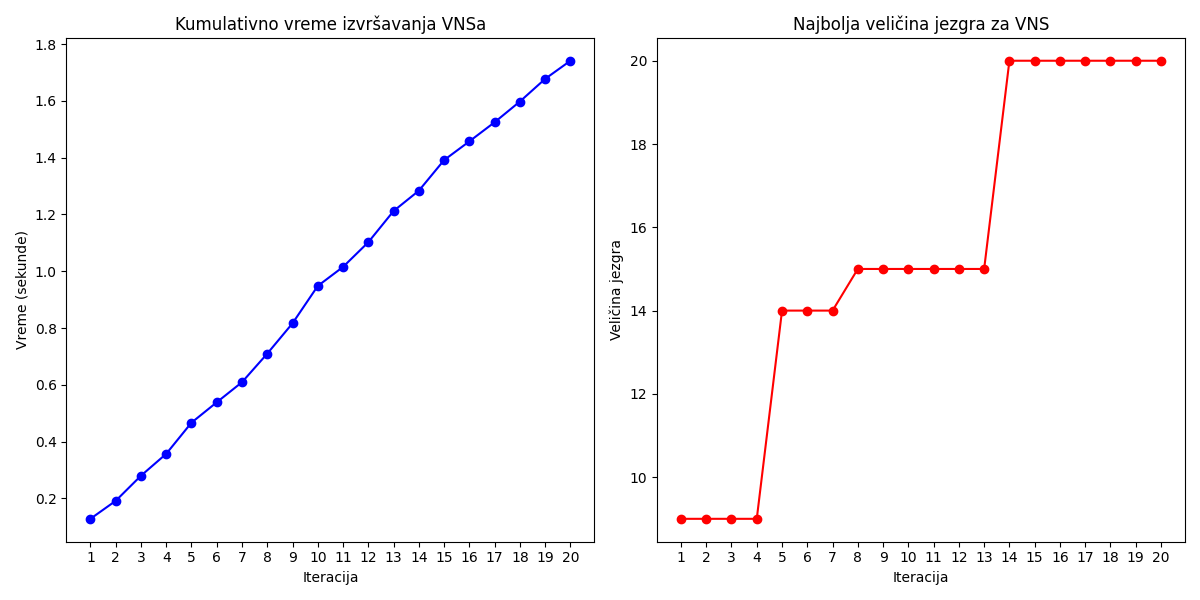 Kumulativno vreme izvršavanja VNSa
Vreme (sekunde)
1.8
1.6
1.4
1.2
1.0
0.8
0.6
0.4
0.2
1 2 3 4 5 6 7 8 9 10 11 12 13 14 15 16 17 18 19 20
Iteracija
Najbolja veličina jezgra za VNS
Veličina jezgra
20
18
16
14
12
10
1 2 3 4 5 6 7 8 9 10 11 12 13 14 15 16 17 18 19 20
Iteracija